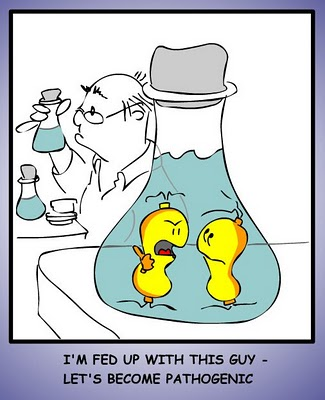 I'M FED UP WITH THIS GUY -
LET'S BECOME PATHOGENIC